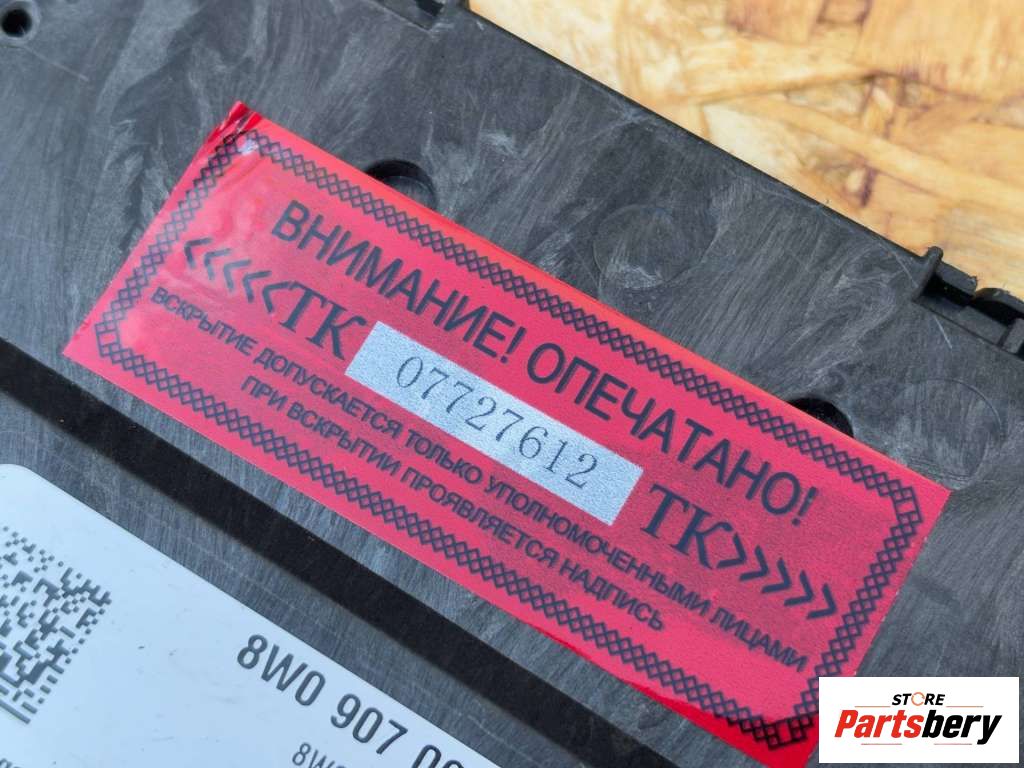 ВНИМАНИЕ! ОПЕЧАТАНО!
<<<<<ТК 07727612 ТК>>>>>
ВСКРЫТИЕ ДОПУСКАЕТСЯ ТОЛЬКО УПОЛНОМОЧЕННЫМИ ЛИЦАМИ
ПРИ ВСКРЫТИИ ПРОЯВЛЯЕТСЯ НАДПИСЬ
8W0 907
STORE
Partsbery